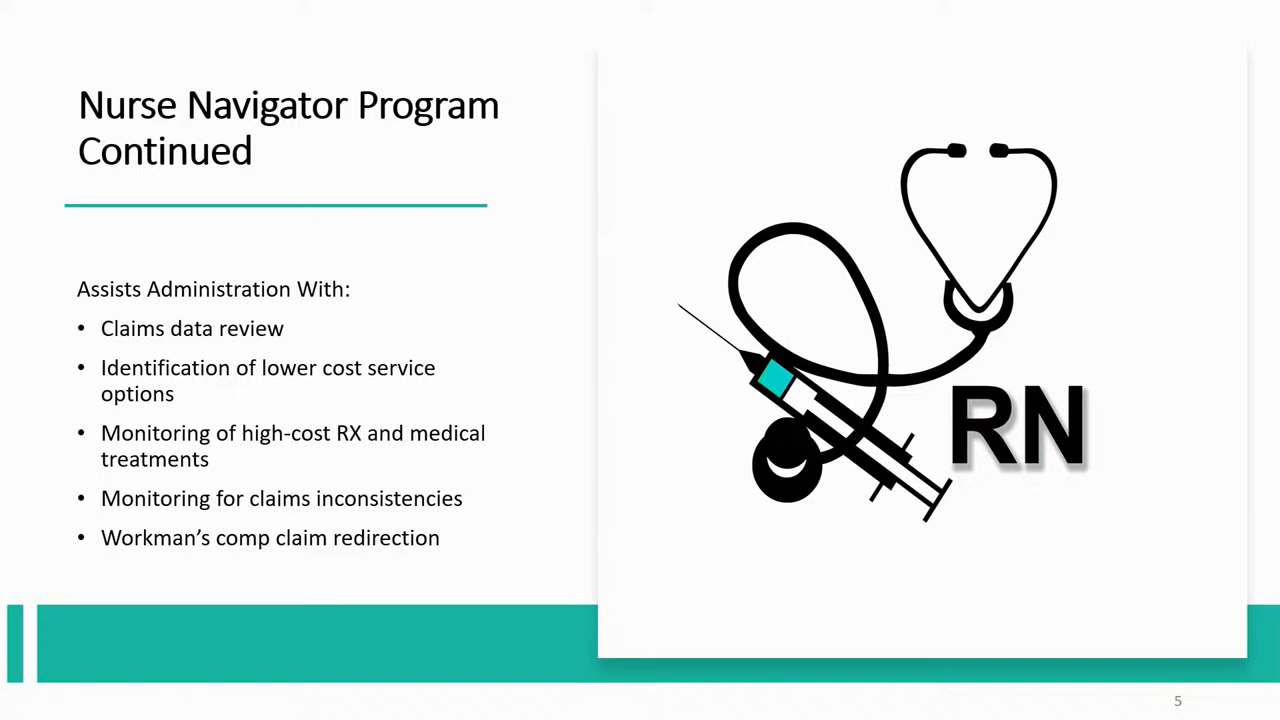 Nurse Navigator Program
Continued
Assists Administration With:
• Claims data review
• Identification of lower cost service
options
• Monitoring of high-cost RX and medical
treatments
• Monitoring for claims inconsistencies
• Workman’s comp claim redirection
RN
5